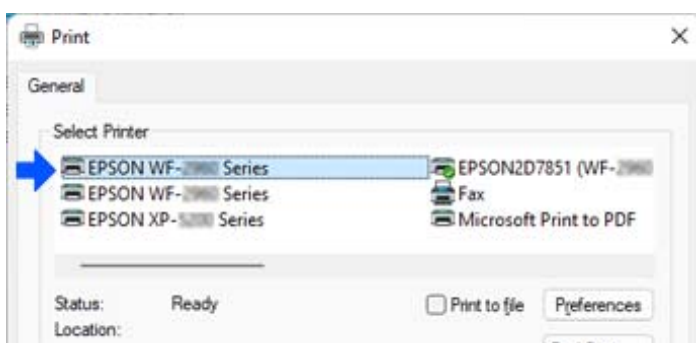 Print
General
Select Printer
EPSON WF- Series
EPSON2D7851 (WF-
EPSON WF- Series
Fax
EPSON XP- Series
Microsoft Print to PDF
Status: Ready
Print to file
Preferences
Location: